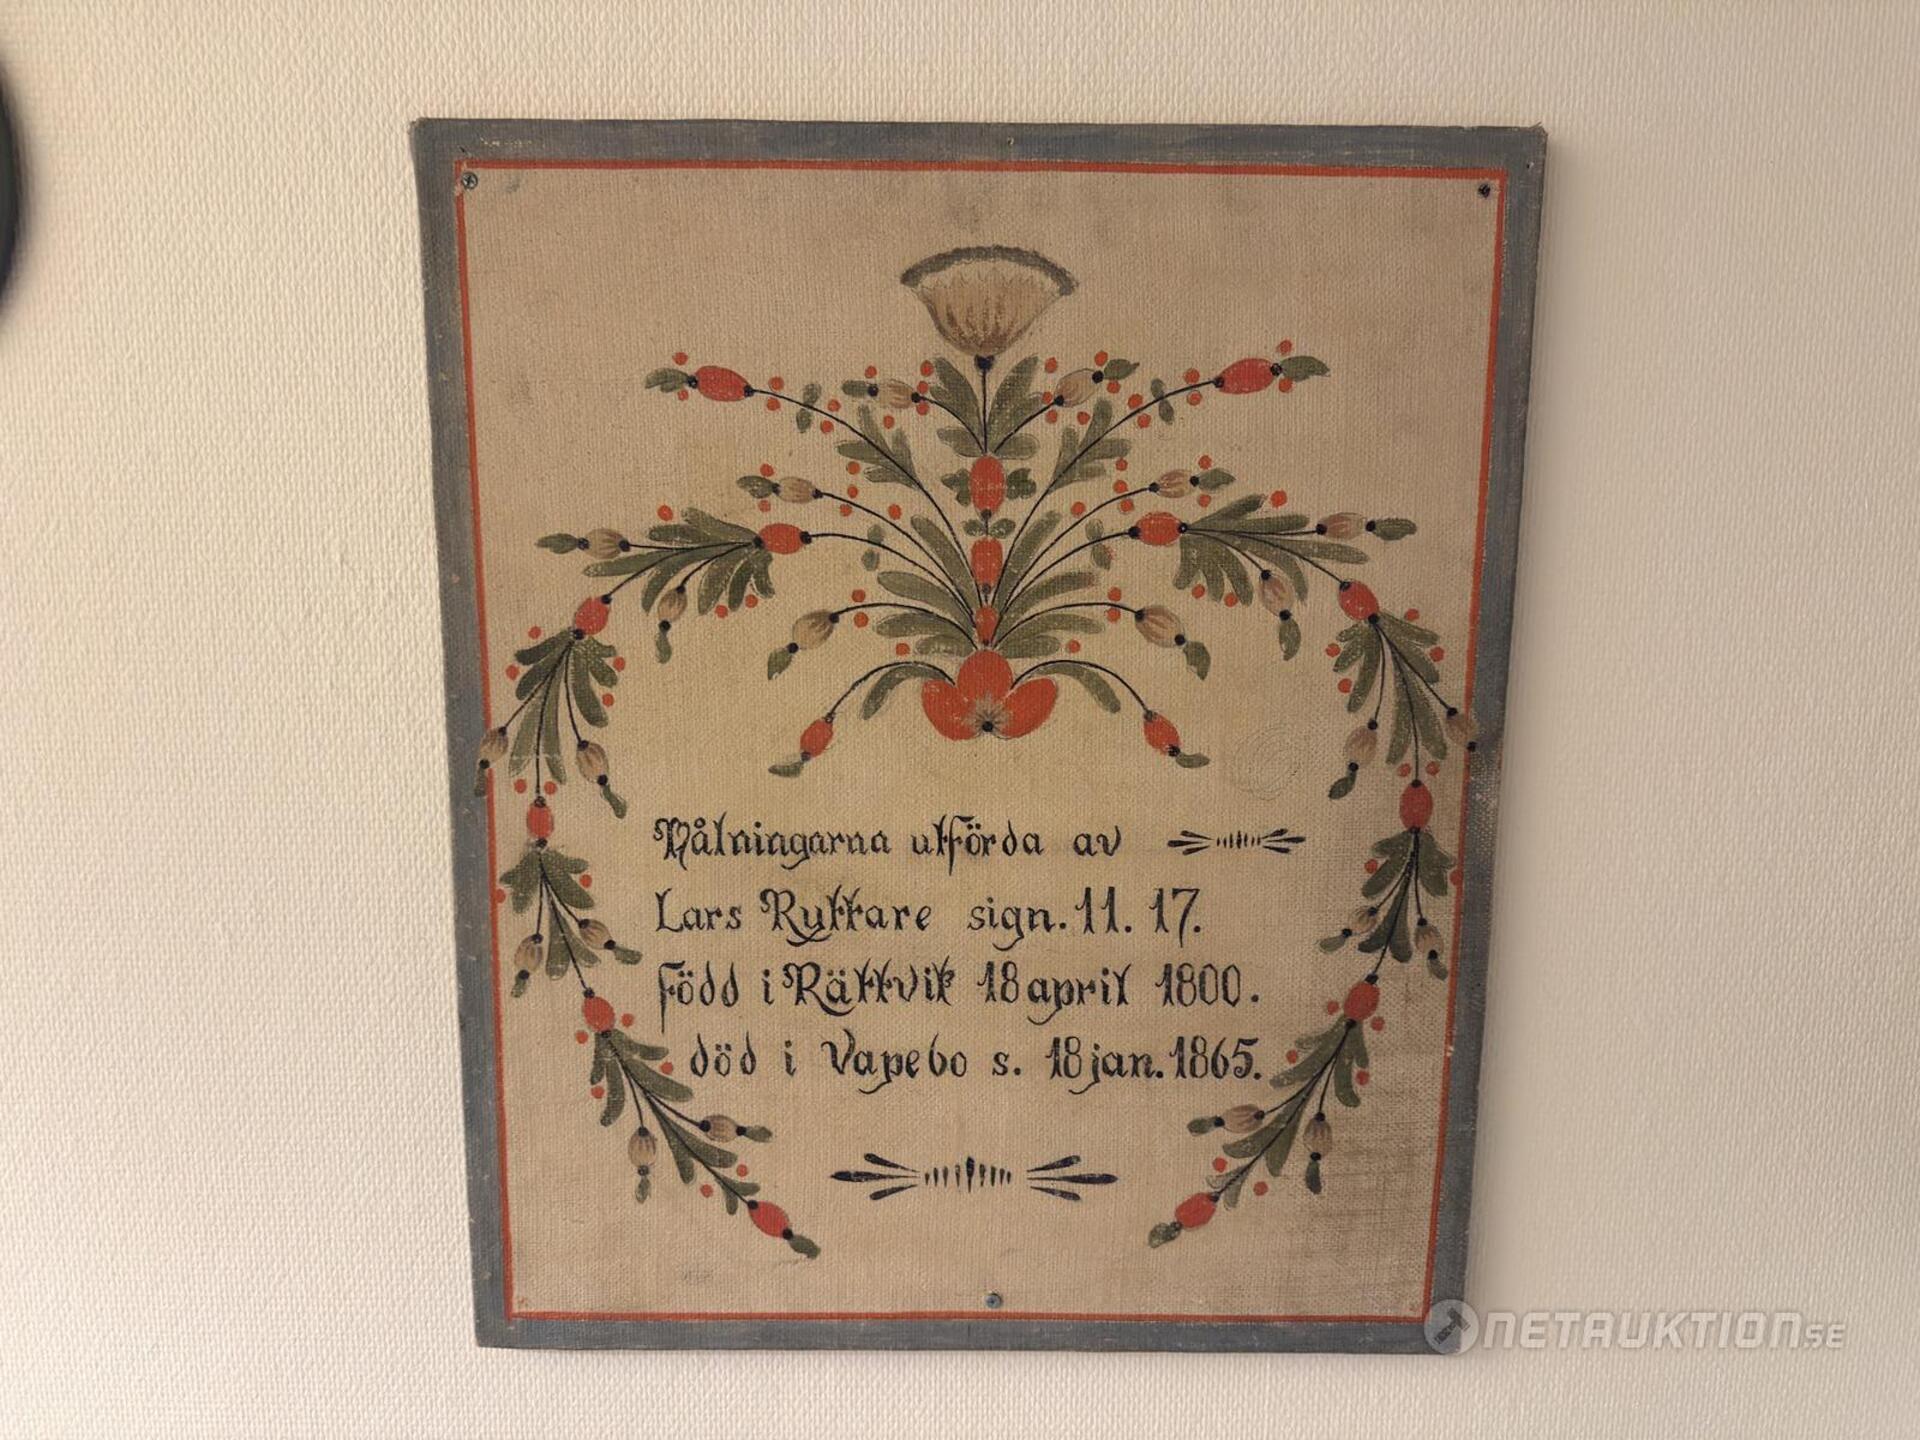 Målningarna utförda av
Lars Ryttare sign. 11. 17.
född i Rättvik 18 april 1800.
död i Vapebo s. 18 jan. 1865.
NETAUKTION.SE